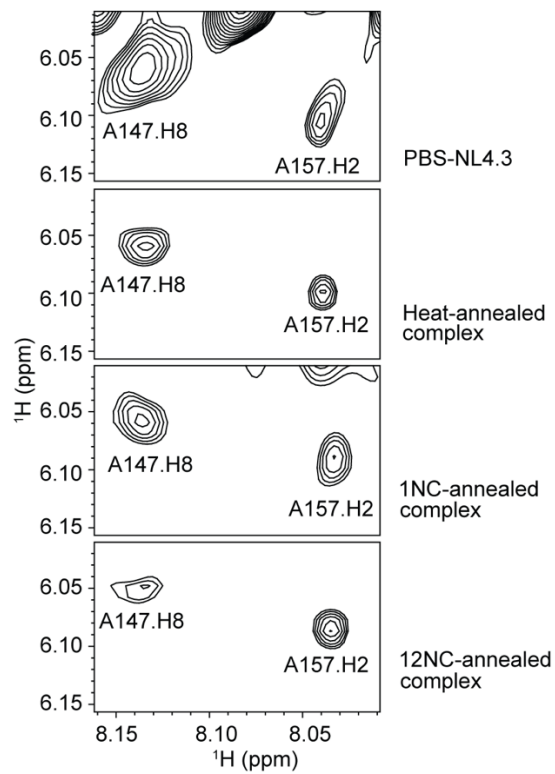 6.05
6.10
6.15
A147.H8
A157.H2
PBS-NL4.3
6.05
6.10
6.15
A147.H8
A157.H2
Heat-annealed
complex
6.05
6.10
6.15
A147.H8
A157.H2
1NC-annealed
complex
6.05
6.10
6.15
A147.H8
A157.H2
12NC-annealed
complex
¹H (ppm)
8.15
8.10
8.05
¹H (ppm)